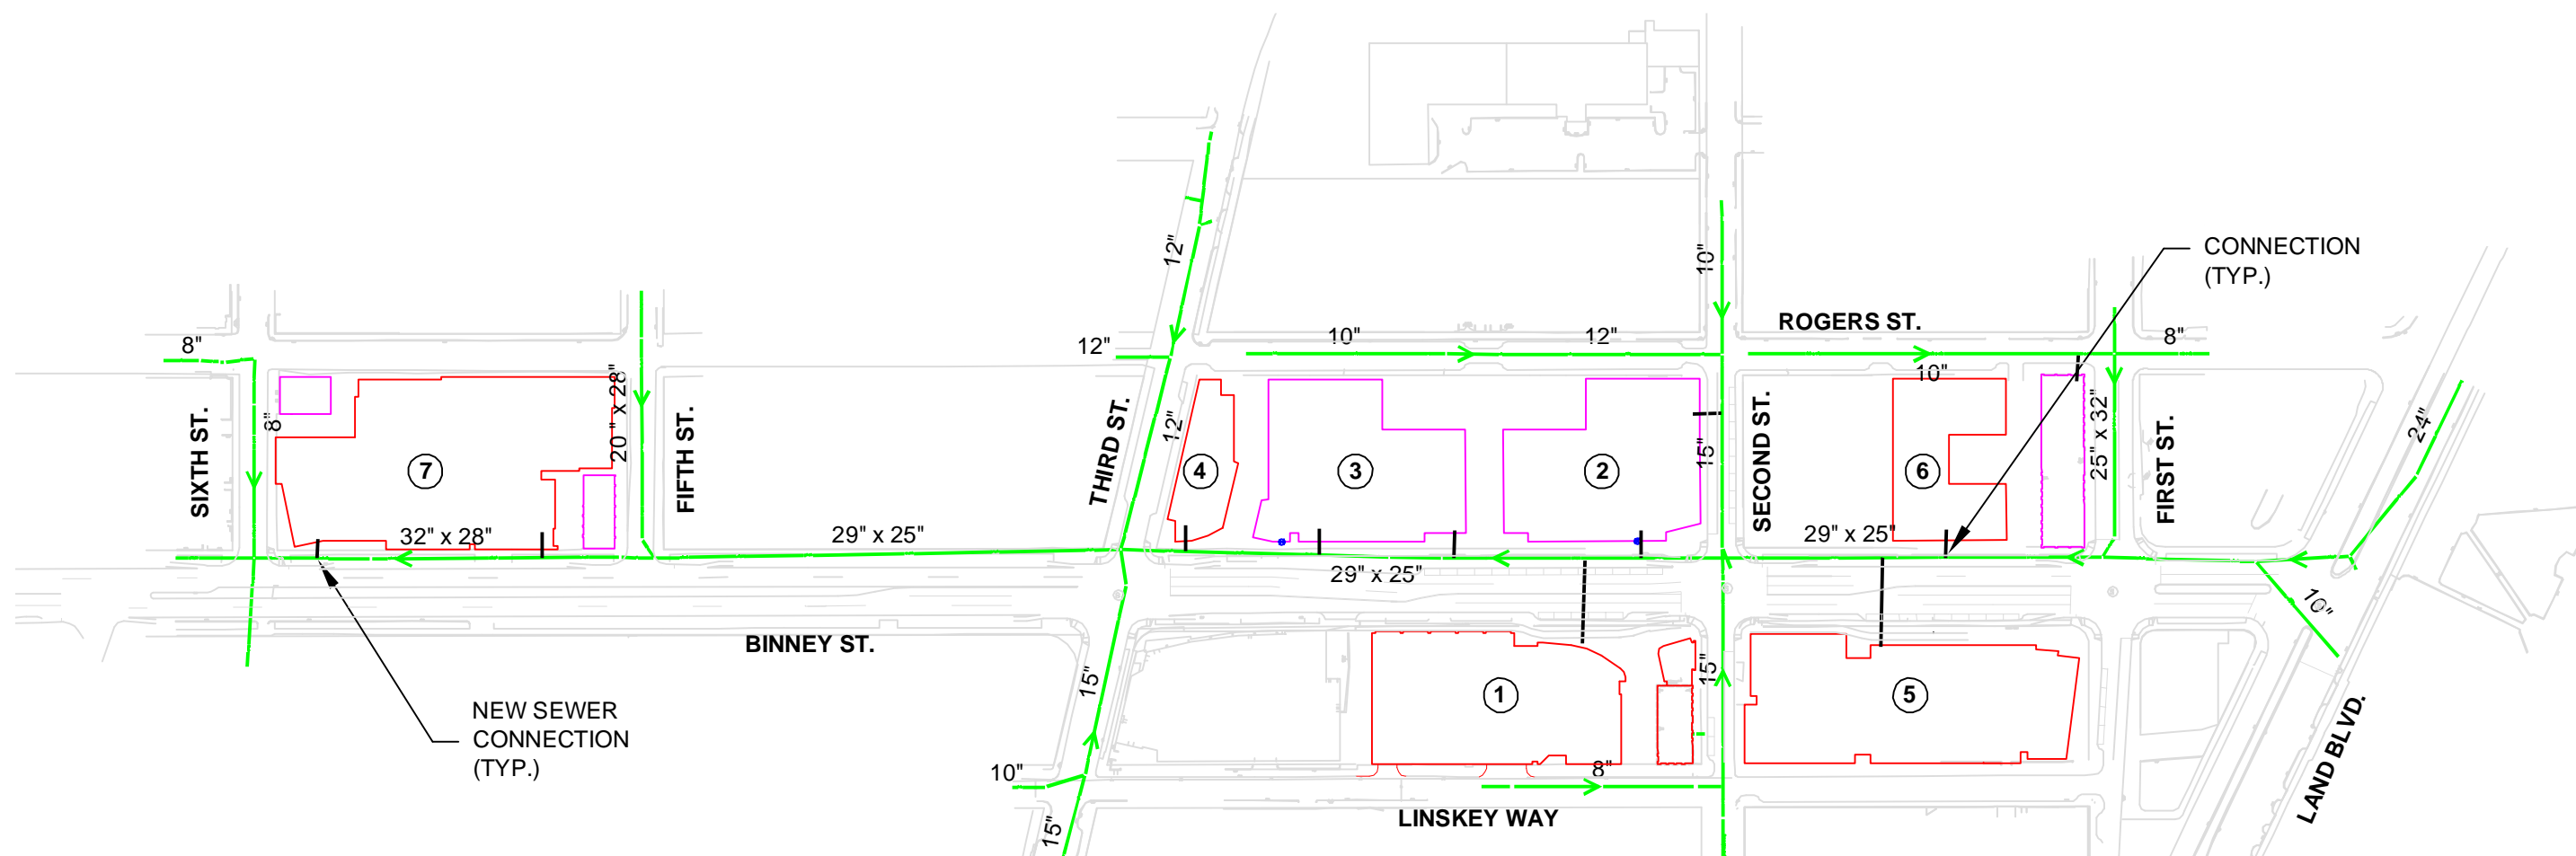 CONNECTION
(TYP.)
12"
10"
ROGERS ST.
8"
12"
10"
12"
8"
10"
20 " x 28"
8"
SIXTH ST.
FIFTH ST.
THIRD ST.
12"
15"
SECOND ST.
25" x 32"
FIRST ST.
24"
7
4
3
2
6
32" x 28"
29" x 25"
29" x 25"
29" x 25"
10"
BINNEY ST.
15"
15"
1
5
NEW SEWER
CONNECTION
(TYP.)
10"
8"
15"
LINSKEY WAY
LAND BLVD.